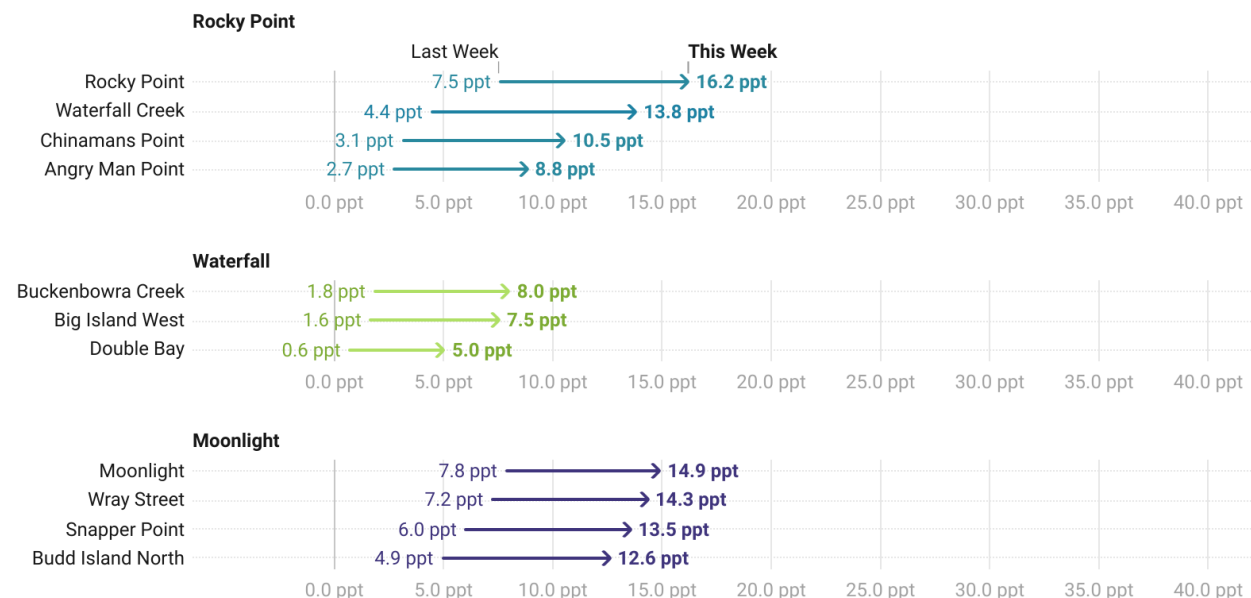 Rocky Point
Last Week This Week
Rocky Point 7.5 ppt 16.2 ppt
Waterfall Creek 4.4 ppt 13.8 ppt
Chinamans Point 3.1 ppt 10.5 ppt
Angry Man Point 2.7 ppt 8.8 ppt
0.0 ppt 5.0 ppt 10.0 ppt 15.0 ppt 20.0 ppt 25.0 ppt 30.0 ppt 35.0 ppt 40.0 ppt
Waterfall
Buckenbowra Creek 1.8 ppt 8.0 ppt
Big Island West 1.6 ppt 7.5 ppt
Double Bay 0.6 ppt 5.0 ppt
0.0 ppt 5.0 ppt 10.0 ppt 15.0 ppt 20.0 ppt 25.0 ppt 30.0 ppt 35.0 ppt 40.0 ppt
Moonlight
Moonlight 7.8 ppt 14.9 ppt
Wray Street 7.2 ppt 14.3 ppt
Snapper Point 6.0 ppt 13.5 ppt
Budd Island North 4.9 ppt 12.6 ppt
0.0 ppt 5.0 ppt 10.0 ppt 15.0 ppt 20.0 ppt 25.0 ppt 30.0 ppt 35.0 ppt 40.0 ppt